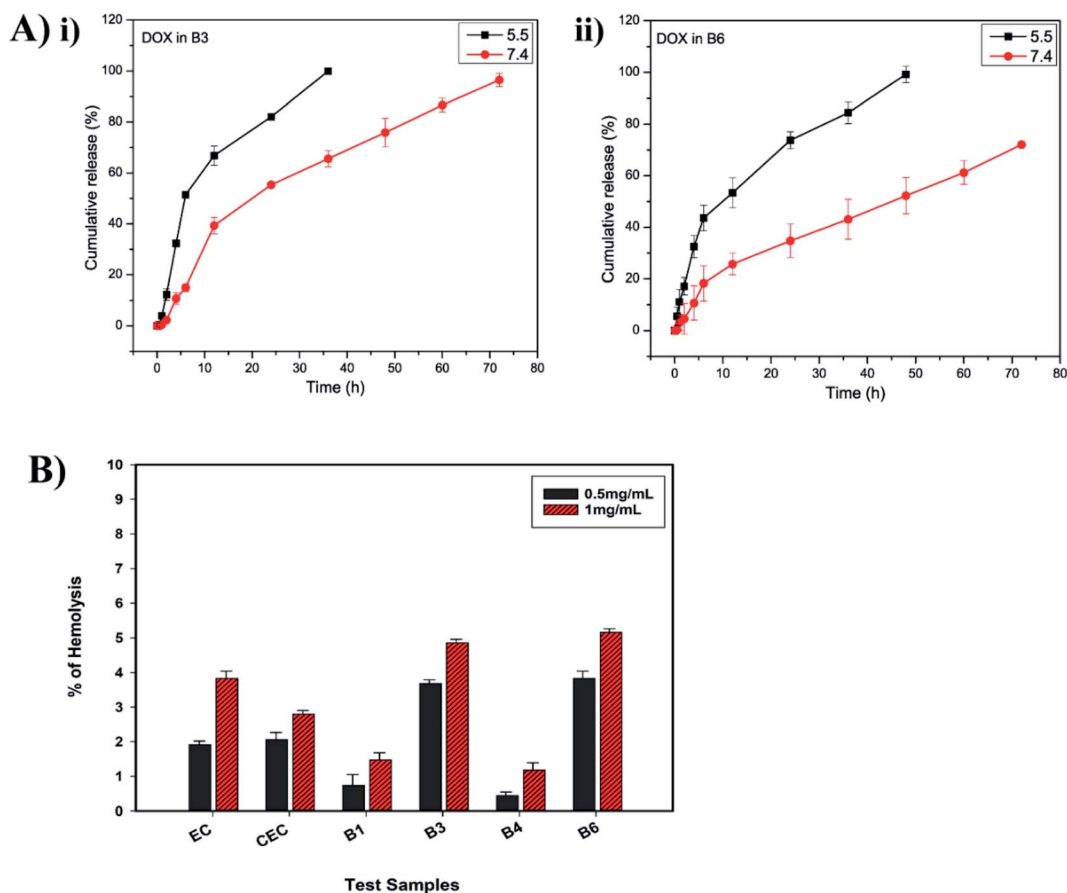 A) i)
DOX in B3
5.5
7.4
120
100
80
60
40
20
0
Cumulative release (%)
0 10 20 30 40 50 60 70 80
Time (h)
ii)
DOX in B6
5.5
7.4
120
100
80
60
40
20
0
Cumulative release (%)
0 10 20 30 40 50 60 70 80
Time (h)
B)
0.5mg/mL
1mg/mL
10
9
8
7
6
5
4
3
2
1
0
% of Hemolysis
EC CEC B1 B3 B4 B6
Test Samples